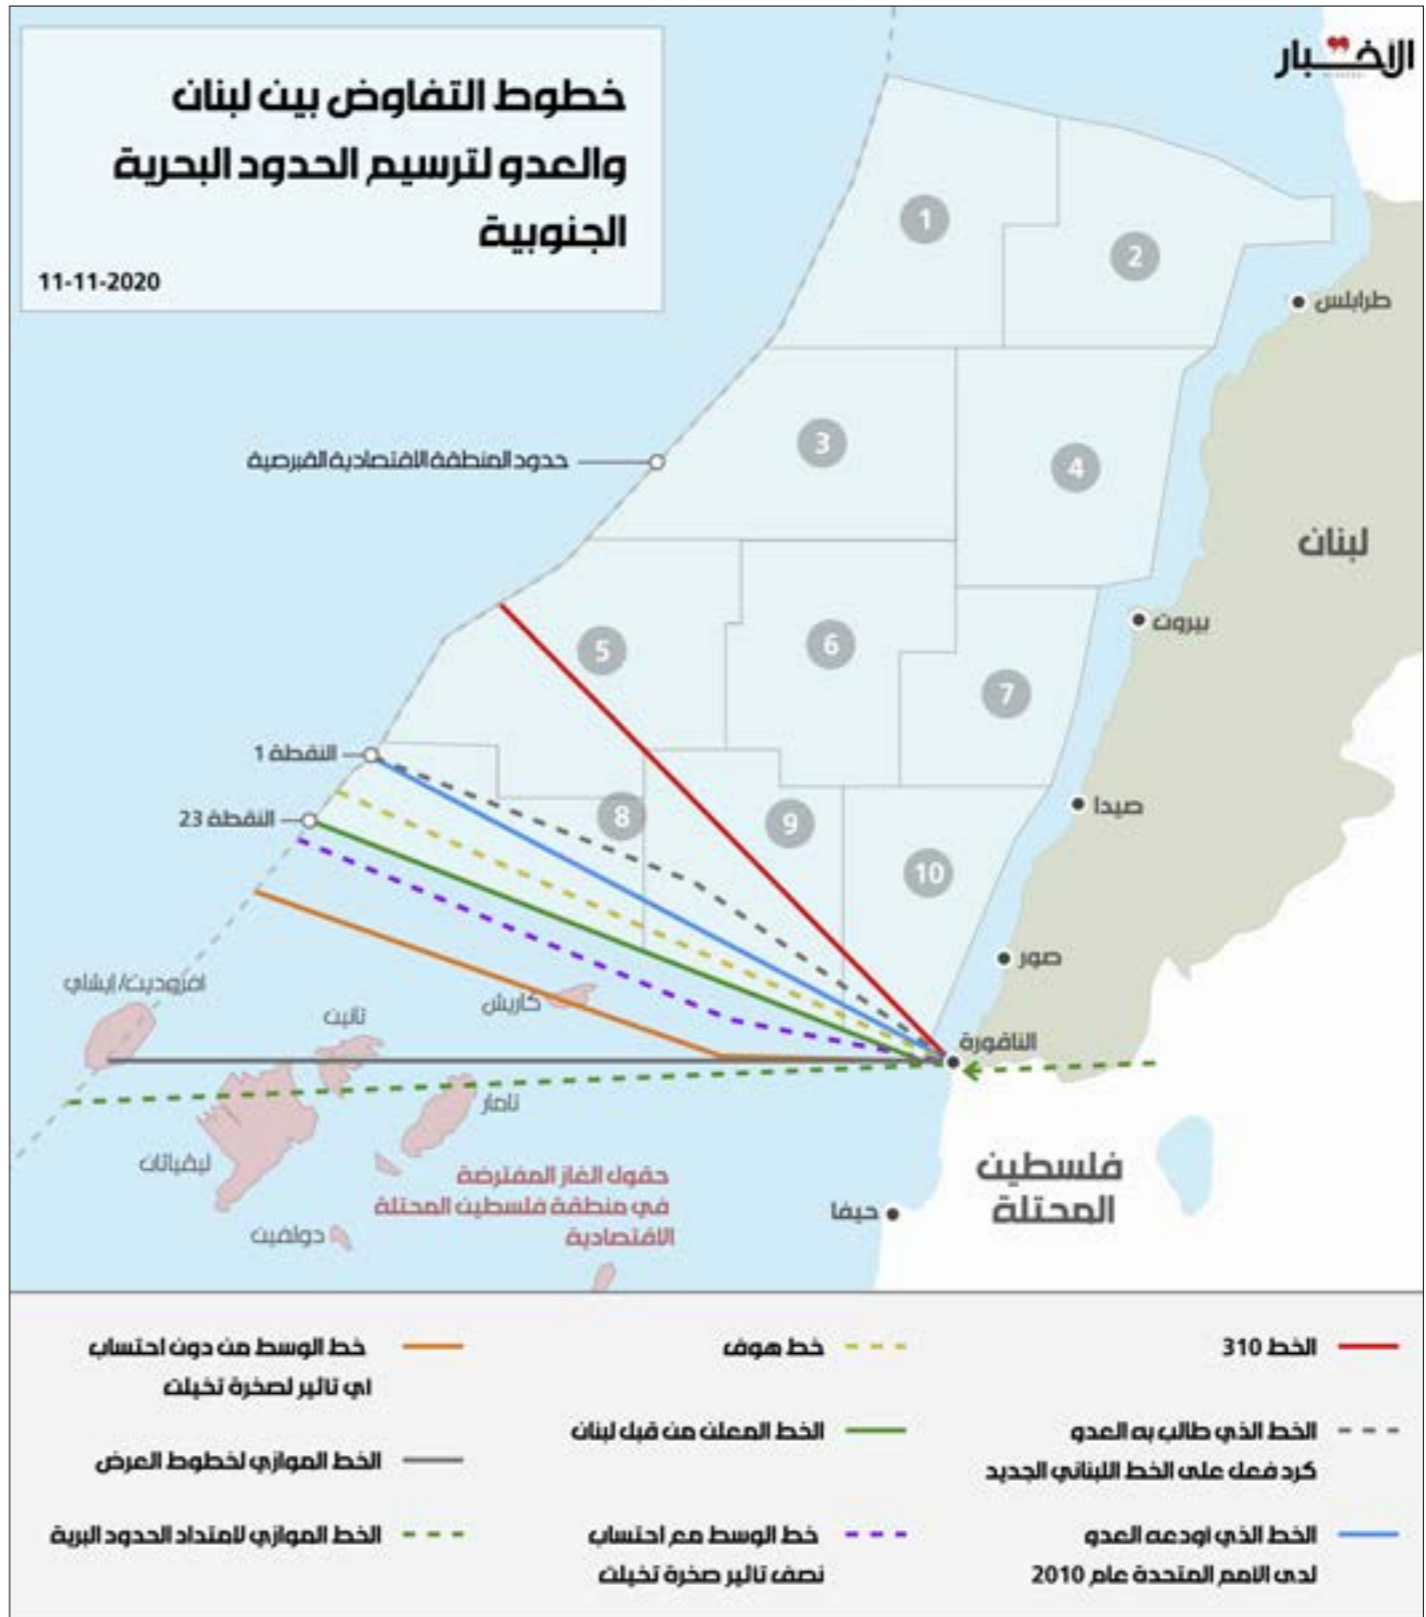 الأخبار
خطوط التفاوض بين لبنان
والعدو لترسيم الحدود البحرية
الجنوبية
11-11-2020
1
2
طرابلس
3
حدود المنطقة الاقتصادية القبرصية
4
لبنان
بيروت
5
6
7
النقطة 1
صيدا
8
9
النقطة 23
10
صور
افروديت/إيشاي
كاريش
تانين
الناقورة
تامار
ليفياتان
فلسطين
المحتلة
حقول الغاز المفترضة
في منطقة فلسطين المحتلة
الاقتصادية
حيفا
دولفين
الخط 310
الخط الذي طالب به العدو
كرد فعل على الخط اللبناني الجديد
الخط الذي اودعه العدو
لدى الامم المتحدة عام 2010
خط هوف
الخط المعلن من قبل لبنان
خط الوسط مع احتساب
نصف تاثير صخرة تخيلت
خط الوسط من دون احتساب
اي تاثير لصخرة تخيلت
الخط الموازي لخطوط العرض
الخط الموازي لامتداد الحدود البرية